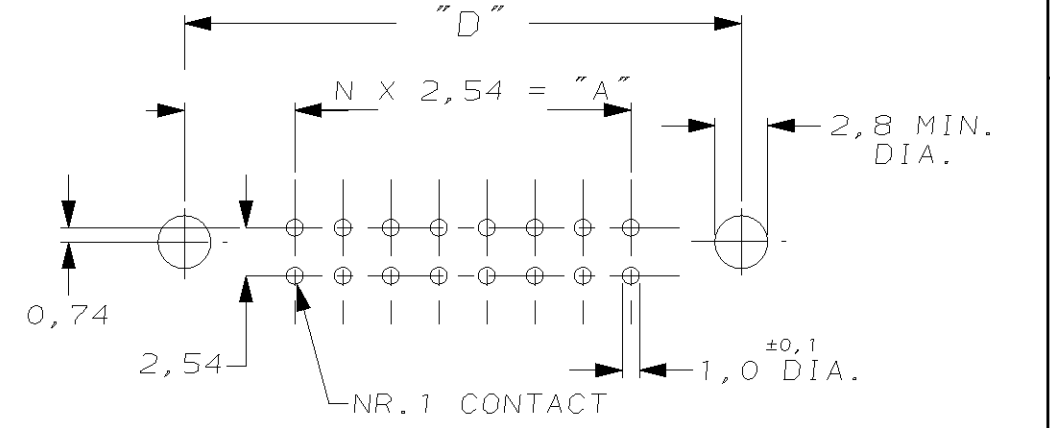 "D"
N X 2,54 = "A"
2,8 MIN.
DIA.
0,74
2,54
±0,1
1,0 DIA.
NR.1 CONTACT